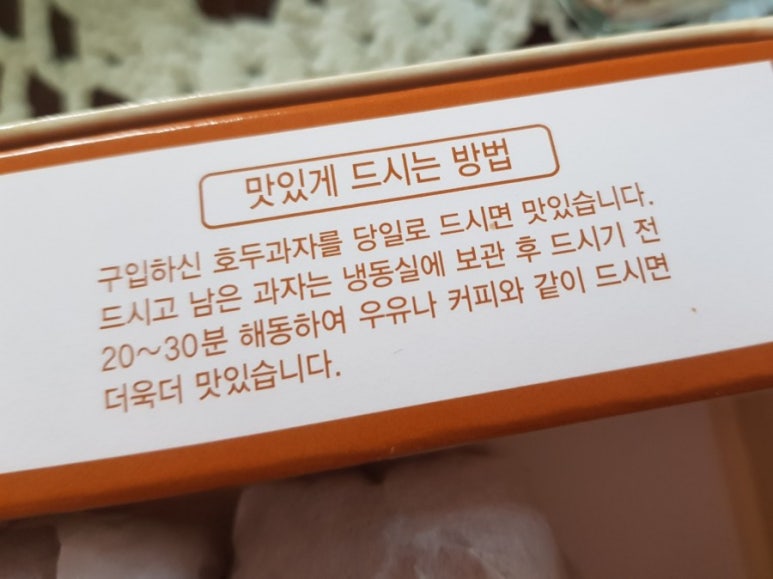 맛있게 드시는 방법
구입하신 호두과자를 당일로 드시면 맛있습니다.
드시고 남은 과자는 냉동실에 보관 후 드시기 전
20~30분 해동하여 우유나 커피와 같이 드시면
더욱더 맛있습니다.